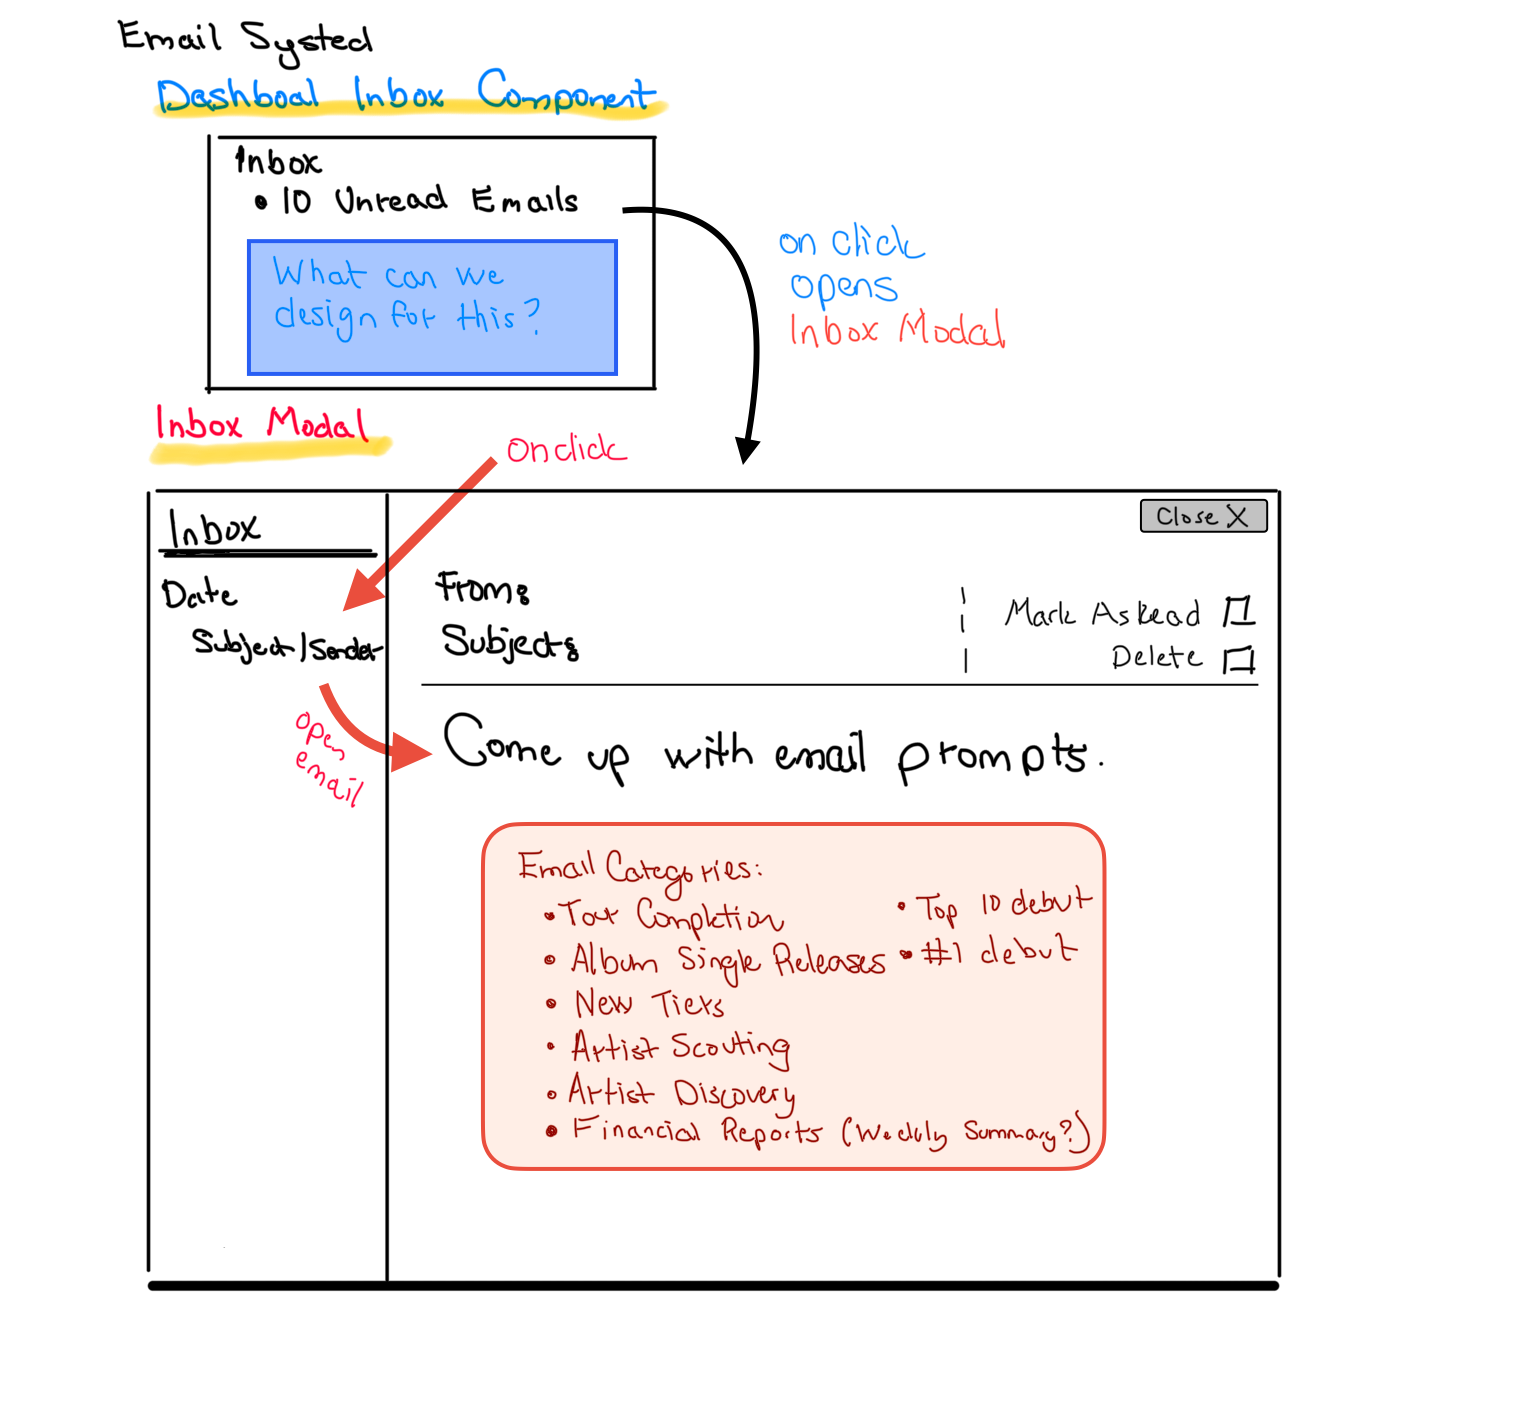 Email Systed
Dashboal Inbox Component
Inbox
• 10 Unread Emails
What can we
design for this?
on click
opens
Inbox Modal
Inbox Modal
On click
Inbox
Close X
Date
Subject/Sender
From:
Subject:
Mark As Read
Delete
open
email
Come up with email prompts.
Email Categories:
• Tour Completion
• Album Single Releases
• New Tiers
• Artist Scouting
• Artist Discovery
• Financial Reports (Weekly Summary?)
• Top 10 debut
• #1 debut